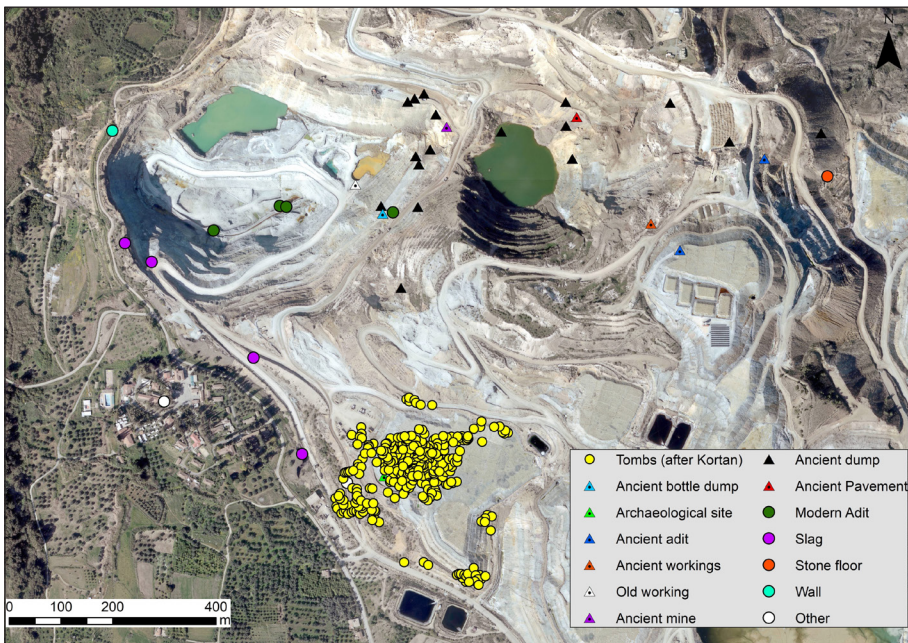 N
Tombs (after Kortan)
Ancient dump
Ancient bottle dump
Ancient Pavement
Archaeological site
Modern Adit
Ancient adit
Slag
Ancient workings
Stone floor
Old working
Wall
Ancient mine
Other
0 100 200 400
m